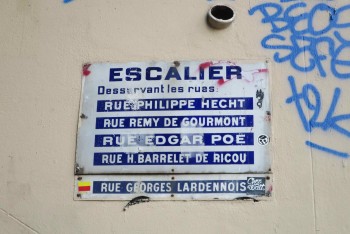 ESCALIER
Desservant les rues
RUE PHILIPPE HECHT
RUE REMY DE GOURMONT
RUE EDGAR POË
RUE H.BARRELET DE RICOU
RUE GEORGES LARDENNOIS